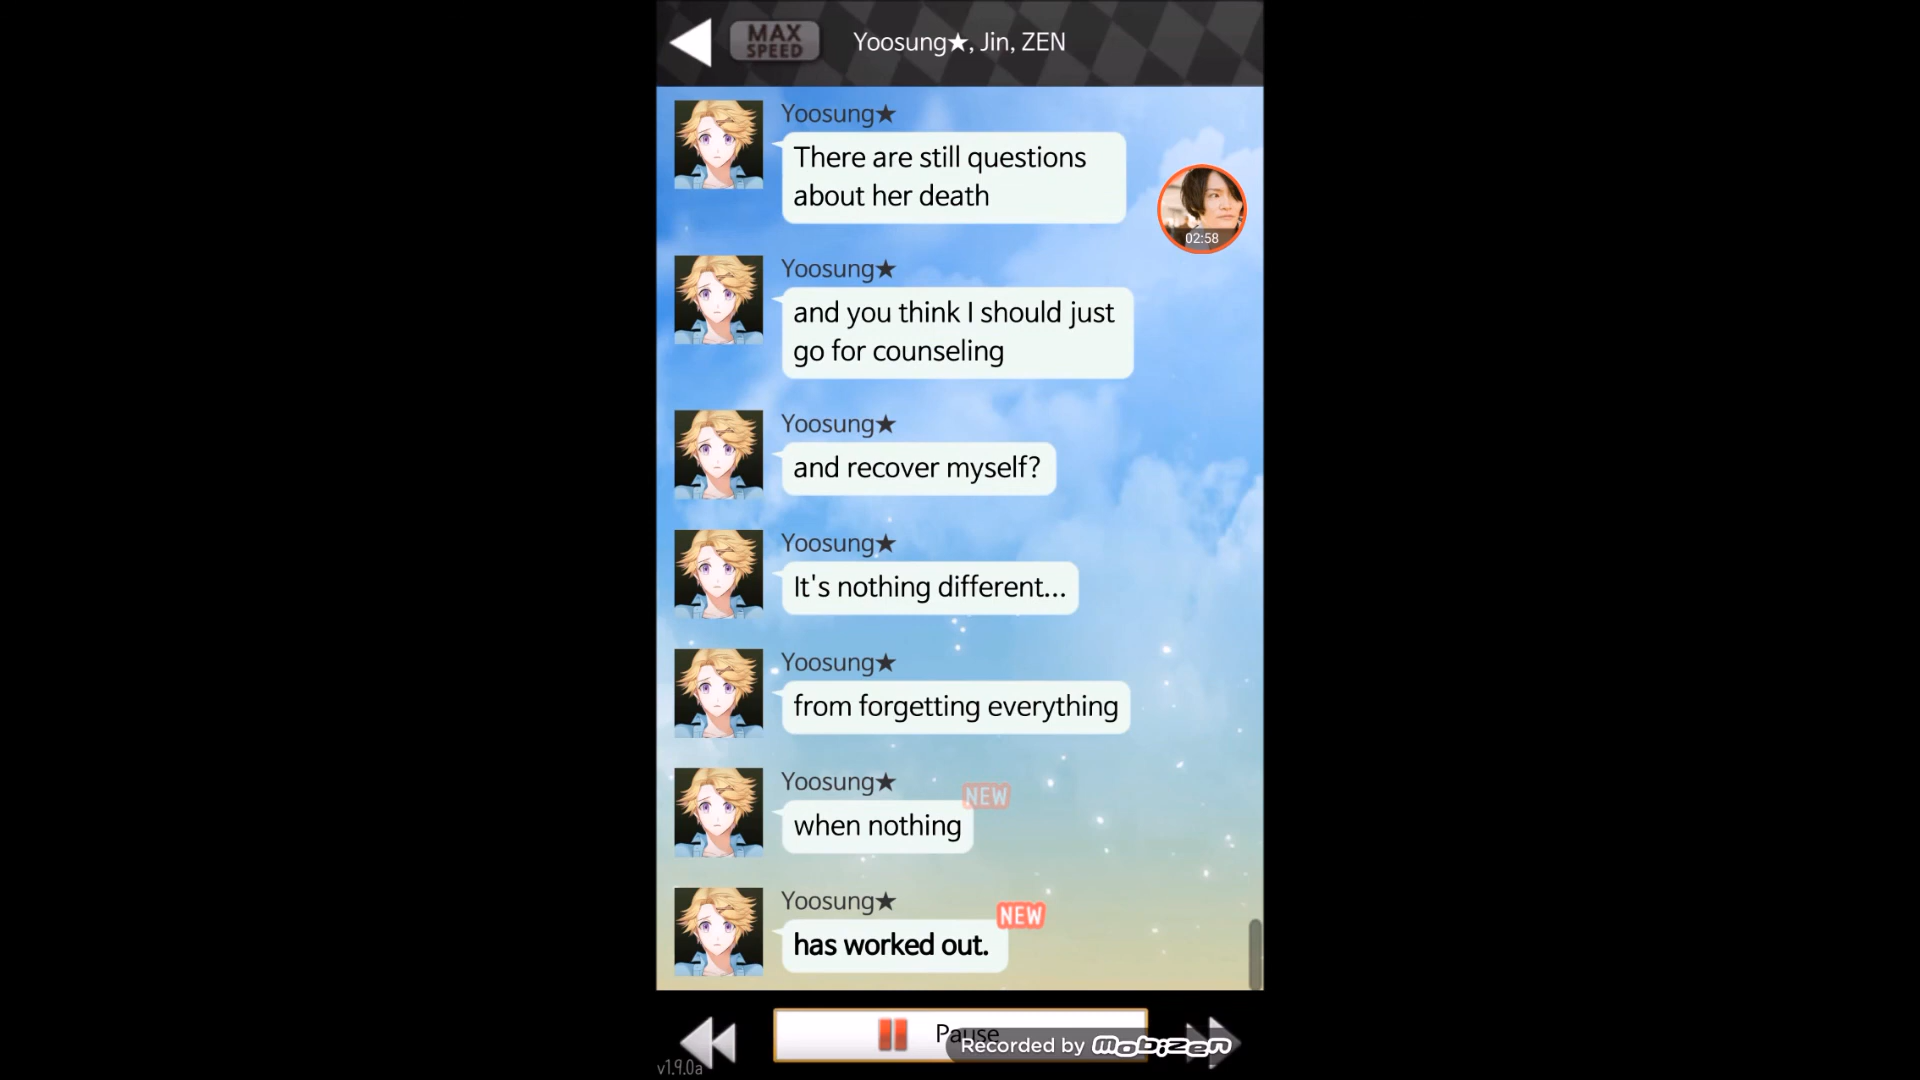 MAX
SPEED
Yoosung★, Jin, ZEN
Yoosung★
There are still questions
about her death
02:58
Yoosung★
and you think I should just
go for counseling
Yoosung★
and recover myself?
Yoosung★
It's nothing different...
Yoosung★
from forgetting everything
Yoosung★
NEW
when nothing
Yoosung★
NEW
has worked out.
Pause
Recorded by Mobizen
v1.9.0a